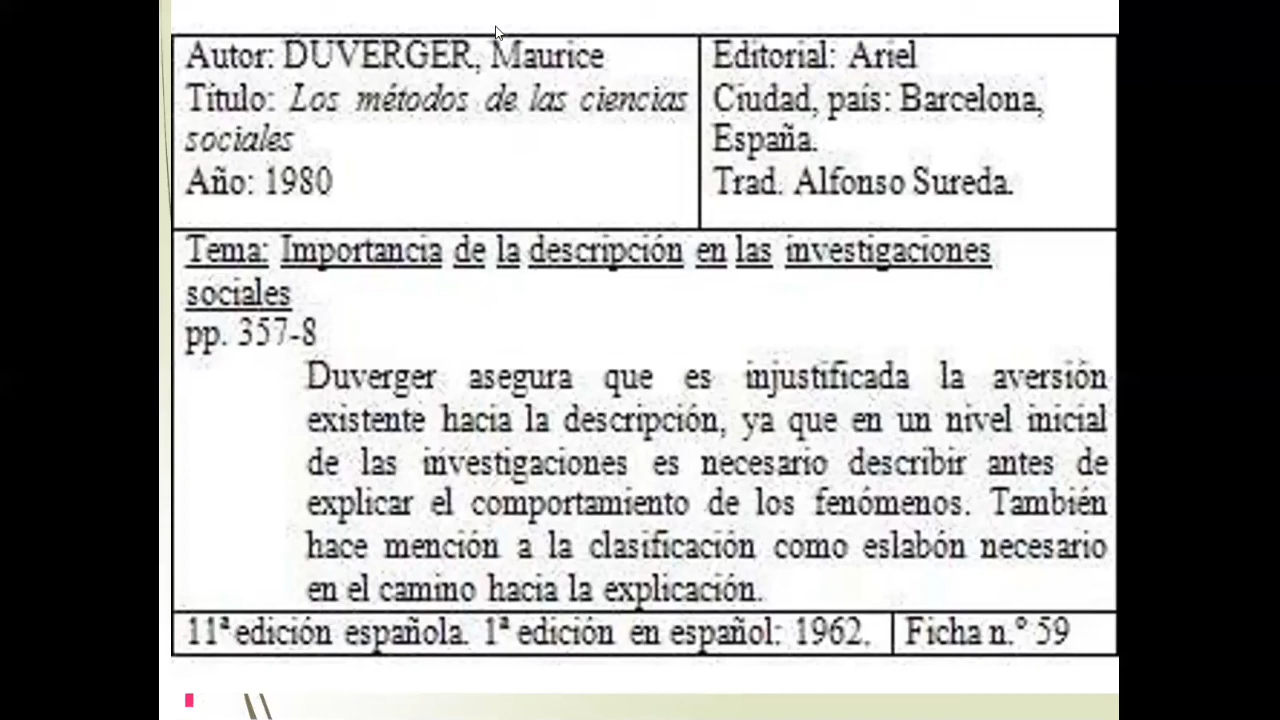 Autor: DUVERGER, Maurice
Título: Los métodos de las ciencias
sociales
Año: 1980
Editorial: Ariel
Ciudad, país: Barcelona,
España.
Trad. Alfonso Sureda.
Tema: Importancia de la descripción en las investigaciones
sociales
pp. 357-8
Duverger asegura que es injustificada la aversión
existente hacia la descripción, ya que en un nivel inicial
de las investigaciones es necesario describir antes de
explicar el comportamiento de los fenómenos. También
hace mención a la clasificación como eslabón necesario
en el camino hacia la explicación.
11ª edición española. 1ª edición en español: 1962.
Ficha n.º 59